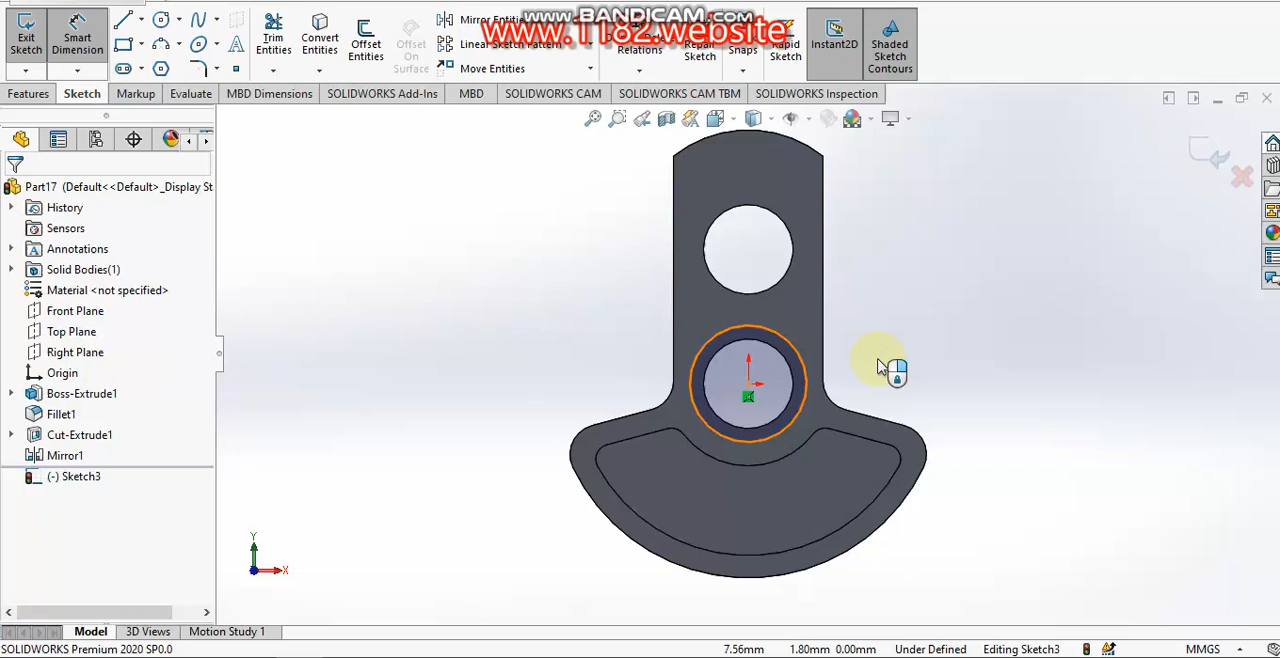 www.BANDICAM.com
www.1182.website
Exit Sketch
Smart Dimension
Trim Entities
Convert Entities
Offset Entities
Offset On Surface
Mirror Entities
Linear Sketch Pattern
Move Entities
Relations
Repair Sketch
Snaps
Rapid Sketch
Instant2D
Shaded Sketch Contours
Features
Sketch
Markup
Evaluate
MBD Dimensions
SOLIDWORKS Add-Ins
MBD
SOLIDWORKS CAM
SOLIDWORKS CAM TBM
SOLIDWORKS Inspection
Part17 (Default<<Default>_Display St
History
Sensors
Annotations
Solid Bodies(1)
Material <not specified>
Front Plane
Top Plane
Right Plane
Origin
Boss-Extrude1
Fillet1
Cut-Extrude1
Mirror1
(-) Sketch3
Y
X
Model
3D Views
Motion Study 1
SOLIDWORKS Premium 2020 SP0.0
7.56mm
1.80mm 0.00mm
Under Defined
Editing Sketch3
MMGS